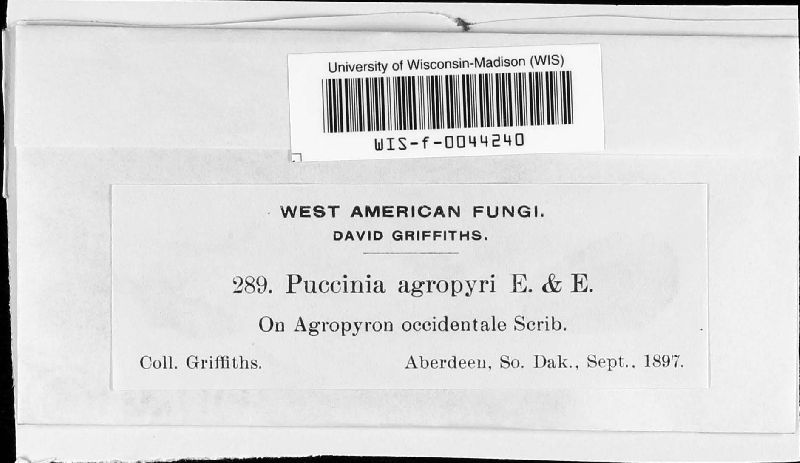 University of Wisconsin-Madison (WIS)
WIS-f-0044240
WEST AMERICAN FUNGI.
DAVID GRIFFITHS.
289. Puccinia agropyri E. & E.
On Agropyron occidentale Scrib.
Coll. Griffiths. Aberdeen, So. Dak., Sept., 1897.